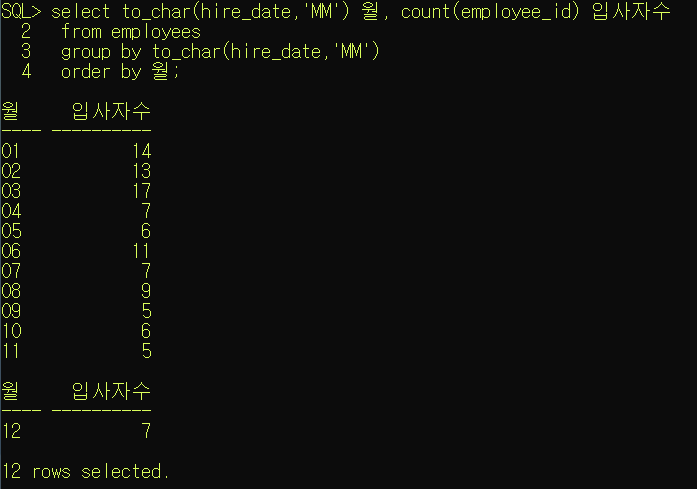 SQL> select to_char(hire_date,'MM') 월, count(employee_id) 입사자수
2 from employees
3 group by to_char(hire_date,'MM')
4 order by 월;
월 입사자수
---- ----------
01 14
02 13
03 17
04 7
05 6
06 11
07 7
08 9
09 5
10 6
11 5
월 입사자수
---- ----------
12 7
12 rows selected.